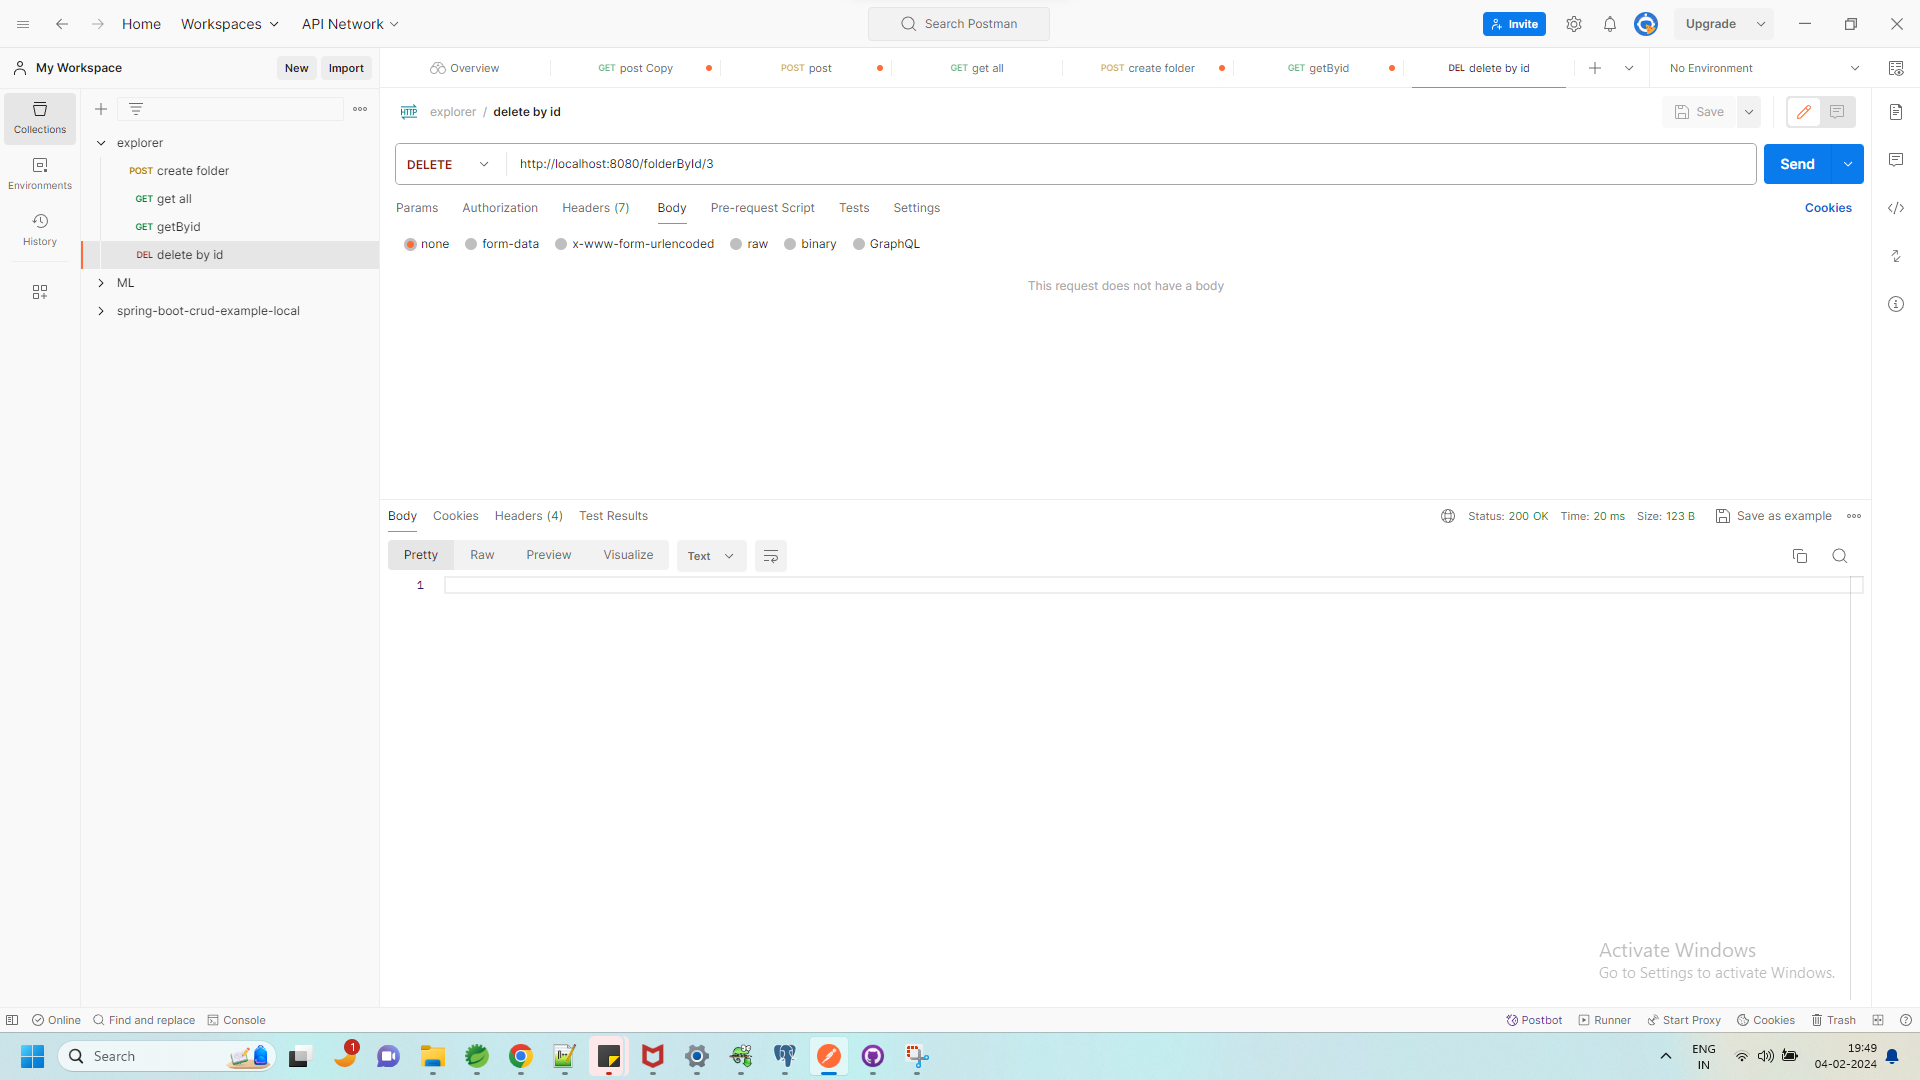 Home Workspaces API Network Search Postman Invite Upgrade
My Workspace New Import Overview GET post Copy POST post GET get all POST create folder GET getByid DEL delete by id No Environment
Collections
Environments
History
explorer
POST create folder
GET get all
GET getByid
DEL delete by id
ML
spring-boot-crud-example-local
HTTP explorer / delete by id Save
DELETE http://localhost:8080/folderById/3 Send
Params Authorization Headers (7) Body Pre-request Script Tests Settings Cookies
none form-data x-www-form-urlencoded raw binary GraphQL
This request does not have a body
Body Cookies Headers (4) Test Results Status: 200 OK Time: 20 ms Size: 123 B Save as example
Pretty Raw Preview Visualize Text
1
Activate Windows
Go to Settings to activate Windows.
Online Find and replace Console Postbot Runner Start Proxy Cookies Trash
Search 1 ENG 19:49
IN 04-02-2024